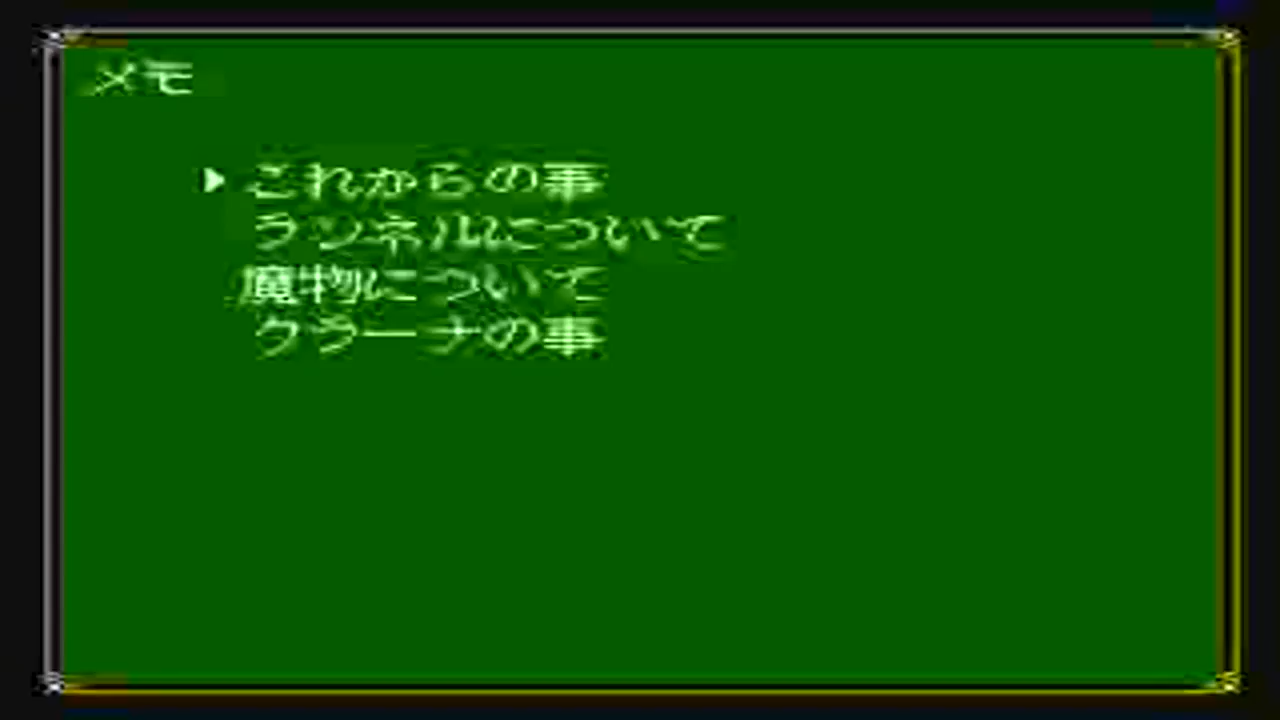 メモ
▶これからの事
ラツネルについて
魔物について
クラーナの事